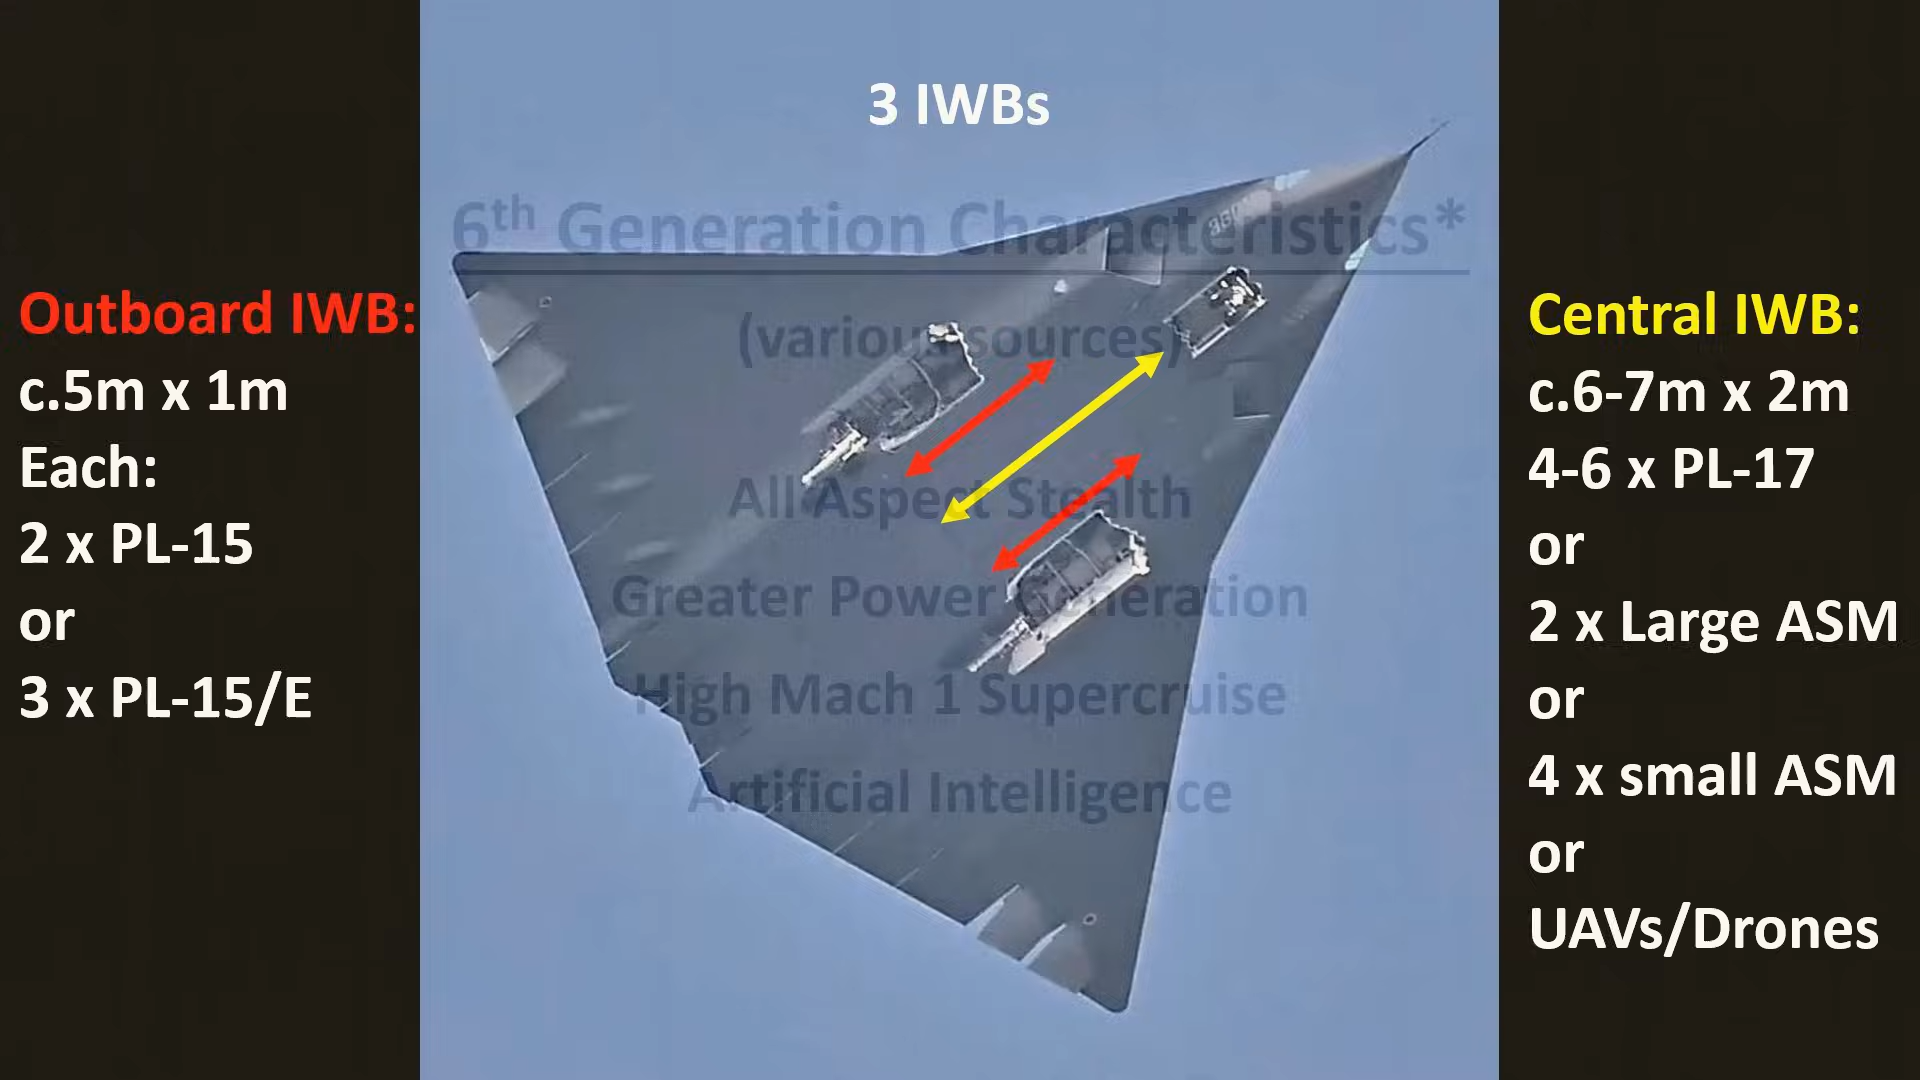 3 IWBs
6th Generation Characteristics*
(various sources)
All Aspect Stealth
Greater Power Generation
High Mach 1 Supercruise
Artificial Intelligence
Outboard IWB:
c.5m x 1m
Each:
2 x PL-15
or
3 x PL-15/E
Central IWB:
c.6-7m x 2m
4-6 x PL-17
or
2 x Large ASM
or
4 x small ASM
or
UAVs/Drones